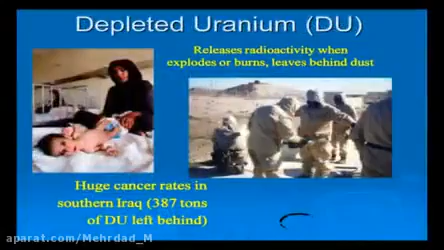 Depleted Uranium (DU)
Releases radioactivity when
explodes or burns, leaves behind dust
Huge cancer rates in
southern Iraq (387 tons
of DU left behind)
aparat.com/Mehrdad_M